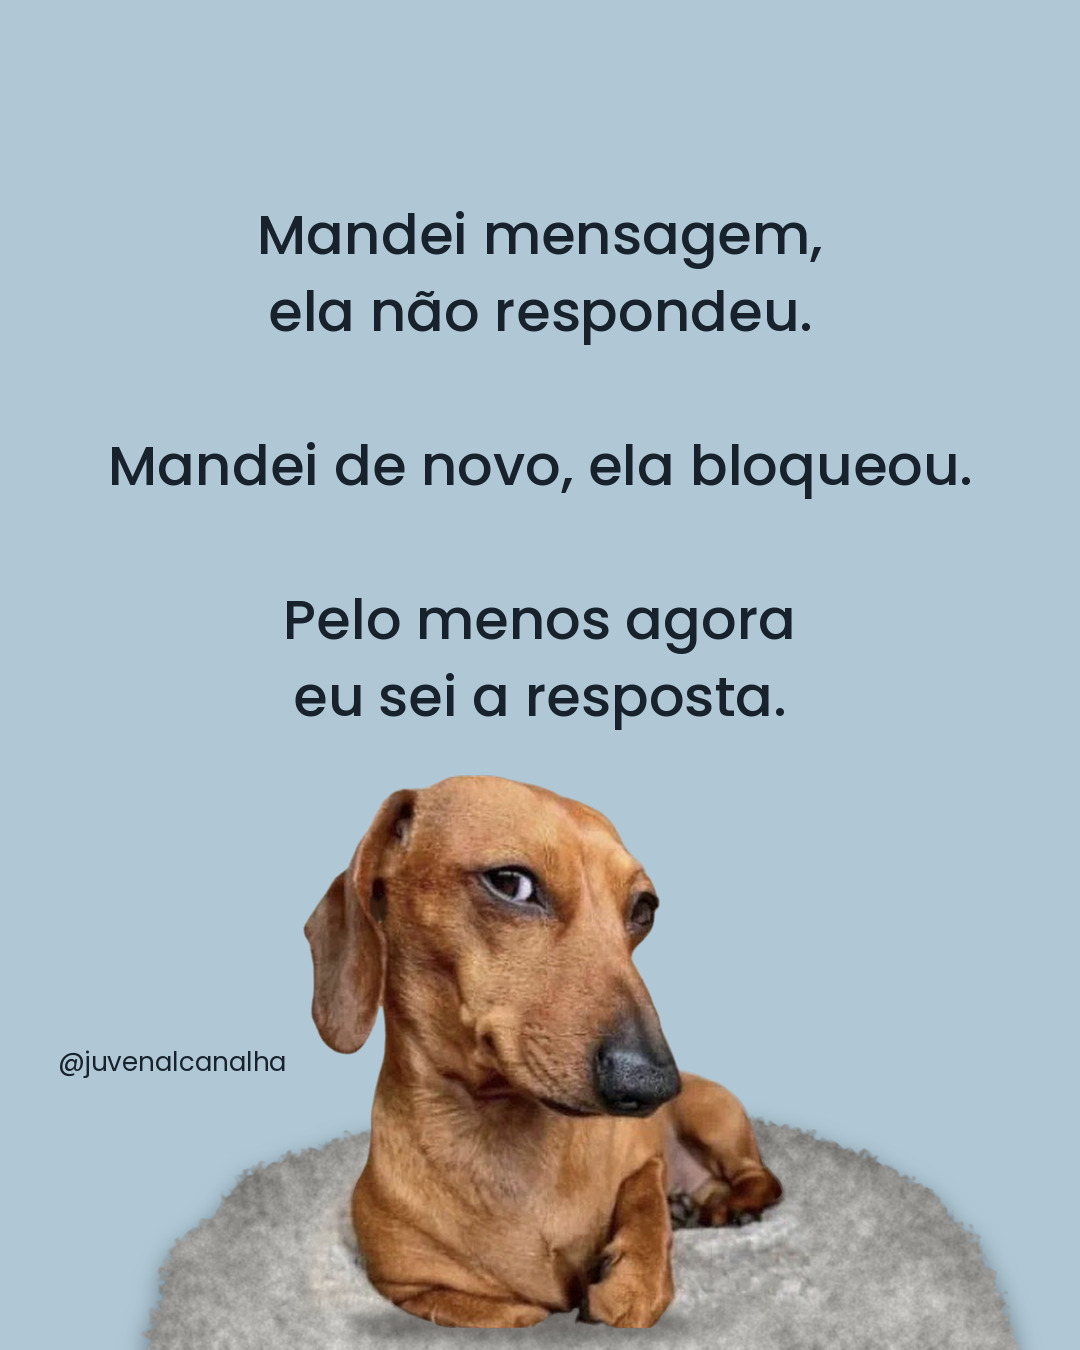 Mandei mensagem,
ela não respondeu.
Mandei de novo, ela bloqueou.
Pelo menos agora
eu sei a resposta.
@juvenalcanalha